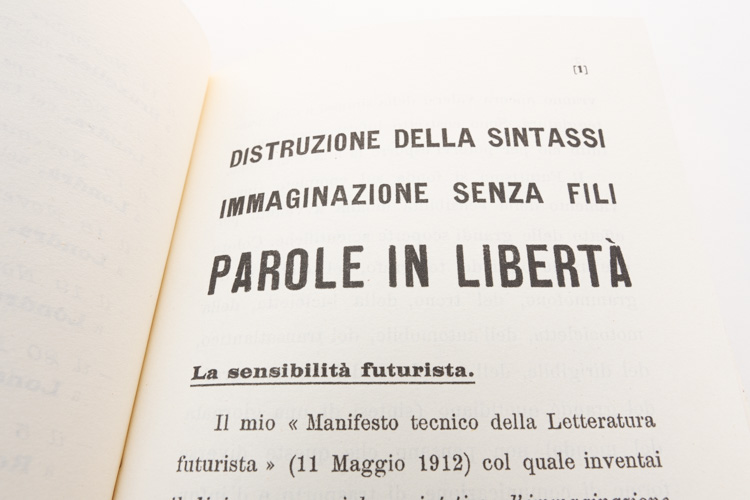 [1]
DISTRUZIONE DELLA SINTASSI
IMMAGINAZIONE SENZA FILI
PAROLE IN LIBERTÀ
La sensibilità futurista.
Il mio « Manifesto tecnico della Letteratura
futurista » (11 Maggio 1912) col quale inventai